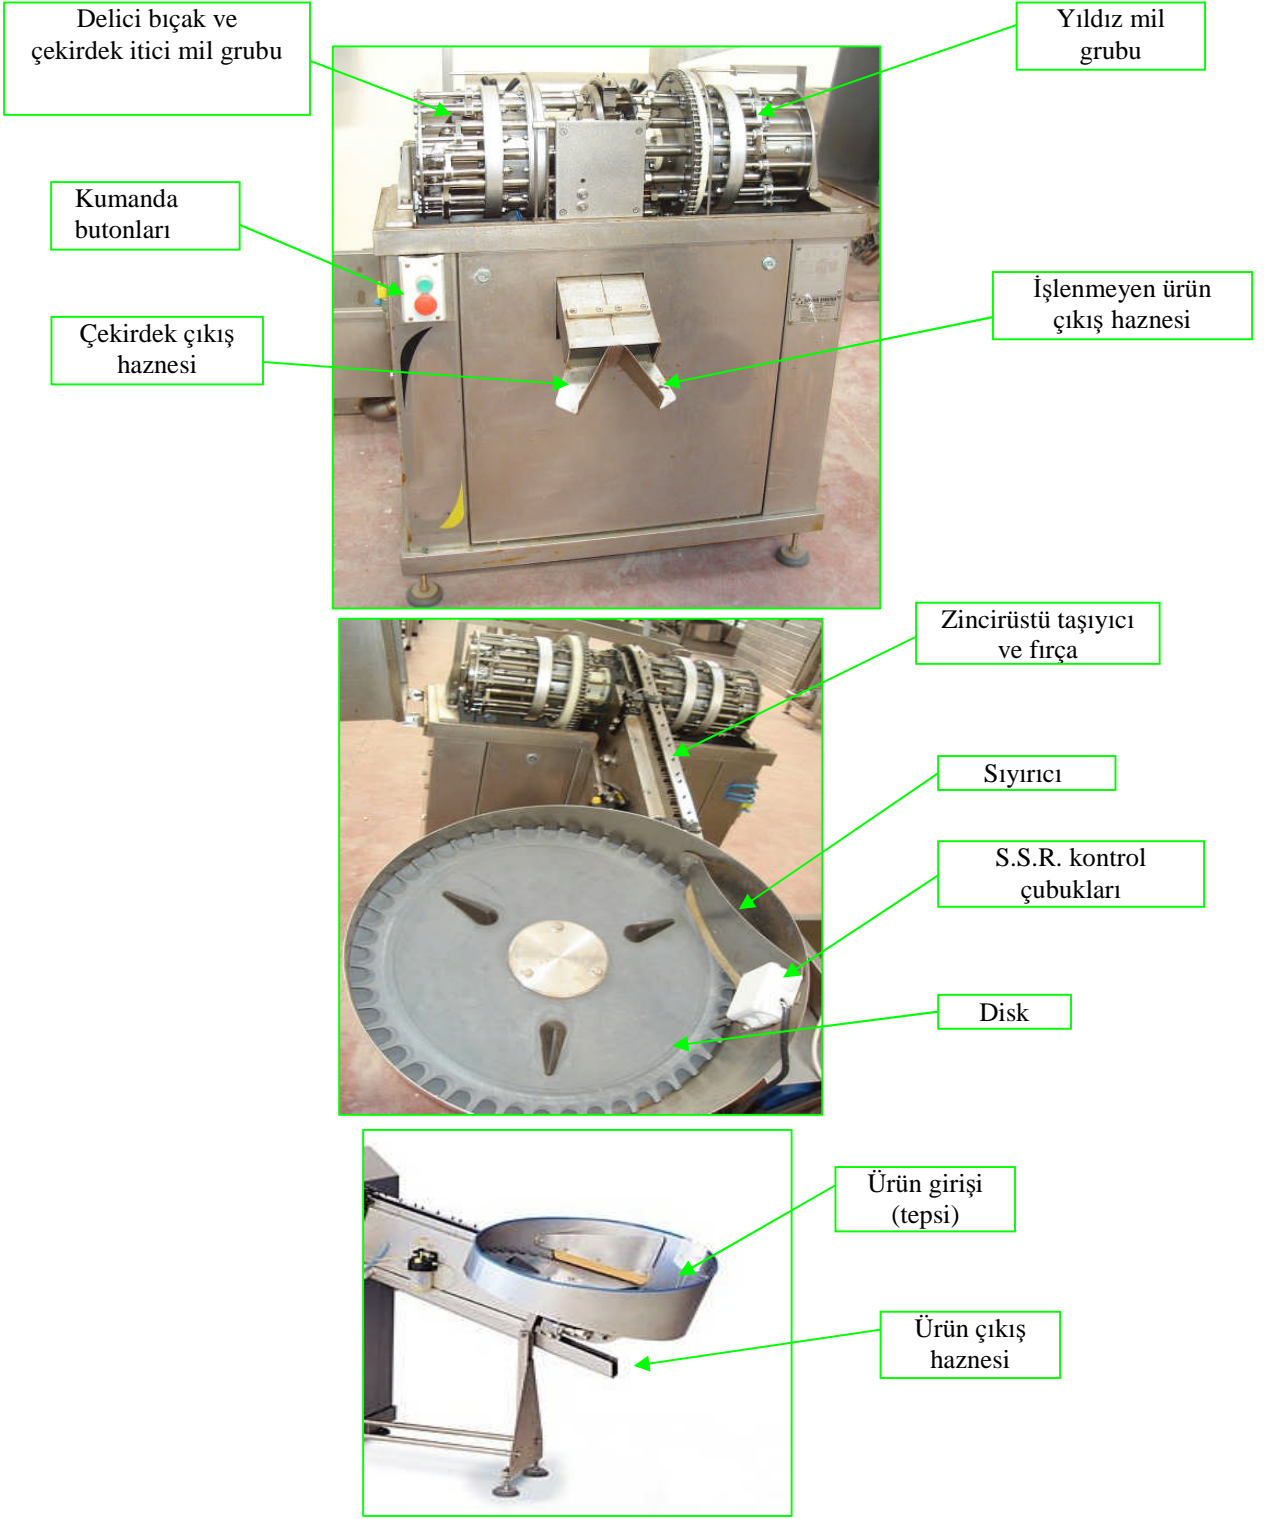 Delici bıçak ve
çekirdek itici mil grubu
Yıldız mil
grubu
Kumanda
butonları
İşlenmeyen ürün
çıkış haznesi
Çekirdek çıkış
haznesi
Zincirüstü taşıyıcı
ve fırça
Sıyırıcı
S.S.R. kontrol
çubukları
Disk
Ürün girişi
(tepsi)
Ürün çıkış
haznesi